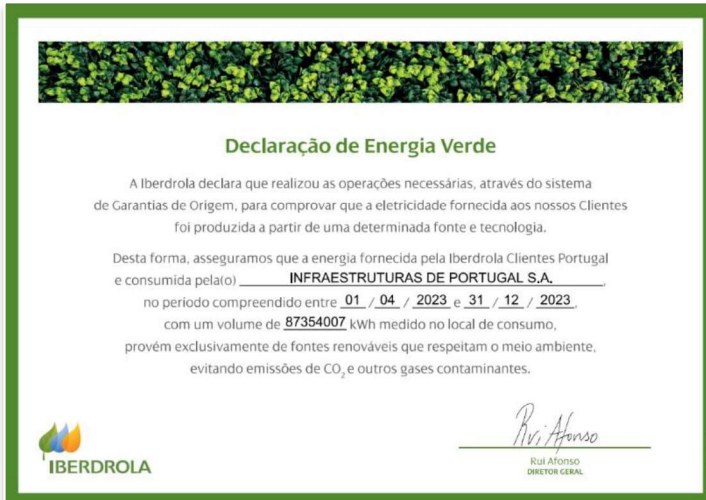 Declaração de Energia Verde
A Iberdrola declara que realizou as operações necessárias, através do sistema
de Garantias de Origem, para comprovar que a eletricidade fornecida aos nossos Clientes
foi produzida a partir de uma determinada fonte e tecnologia.
Desta forma, asseguramos que a energia fornecida pela Iberdrola Clientes Portugal
e consumida pela(o) INFRAESTRUTURAS DE PORTUGAL S.A.,
no período compreendido entre 01 / 04 / 2023 e 31 / 12 / 2023,
com um volume de 87354007 kWh medido no local de consumo,
provém exclusivamente de fontes renováveis que respeitam o meio ambiente,
evitando emissões de CO₂ e outros gases contaminantes.
Rui Afonso
IBERDROLA
Rui Afonso
DIRETOR GERAL